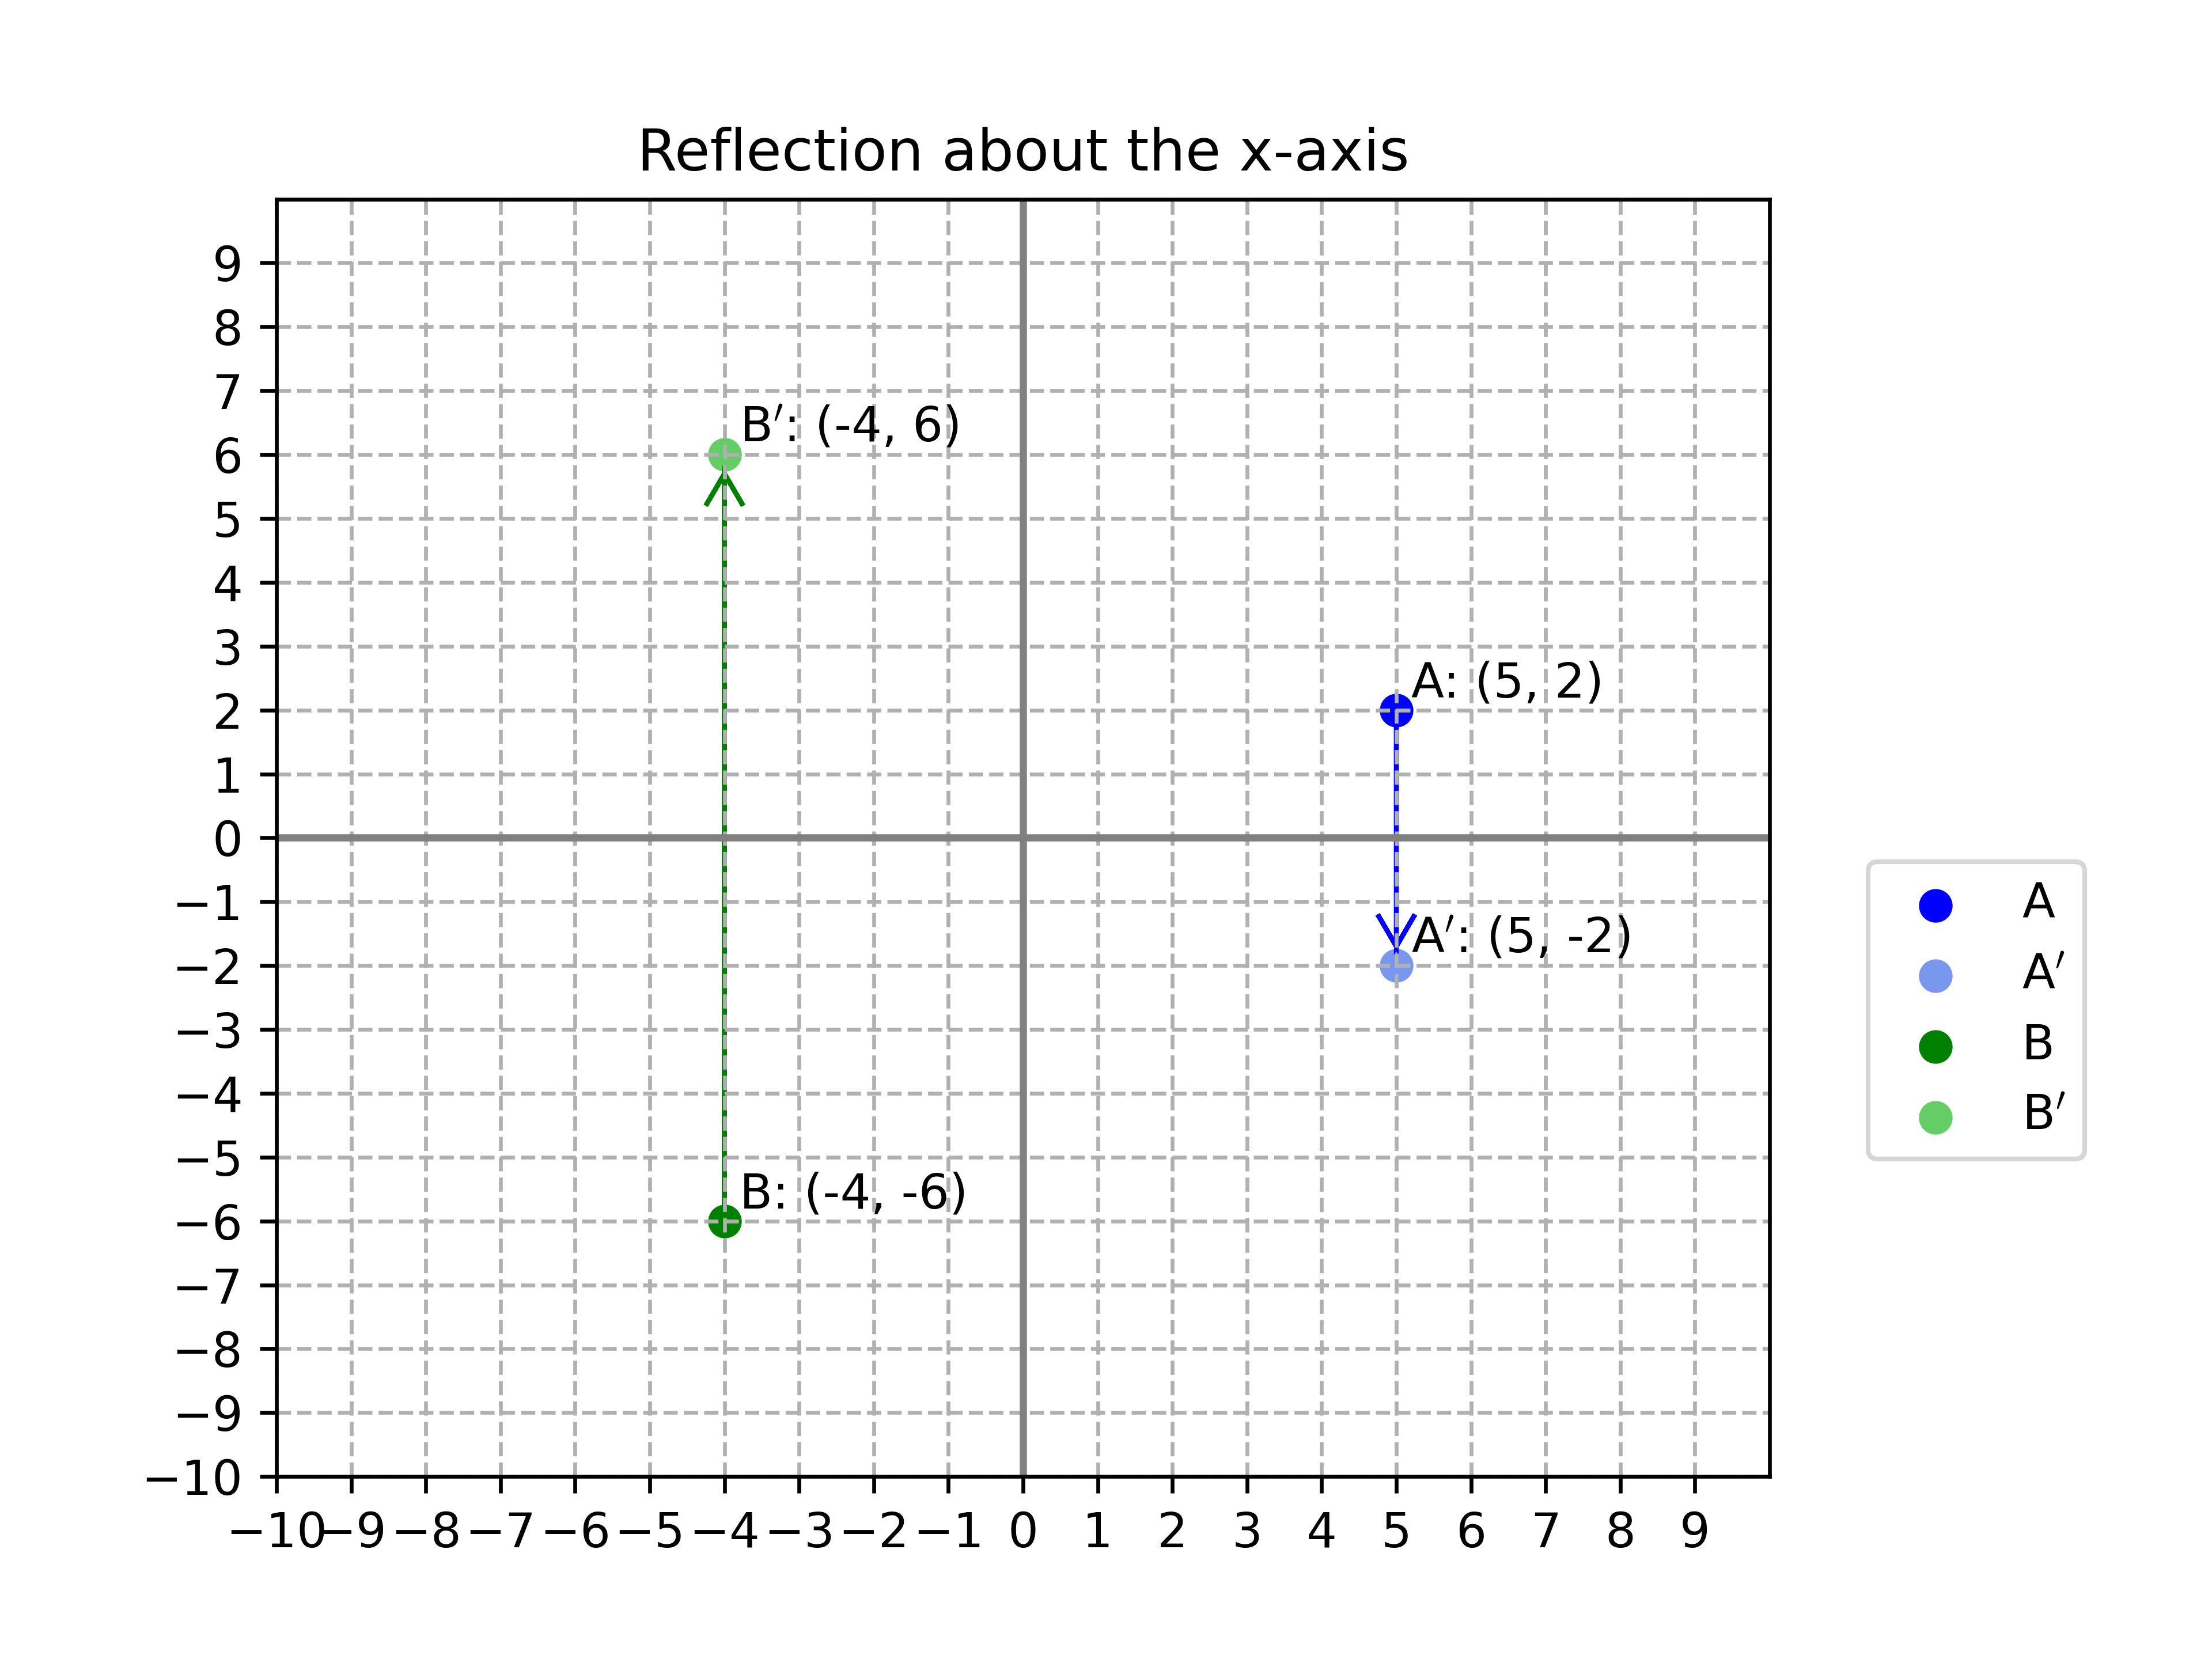 Reflection about the x-axis
9
8
7
6
5
4
3
2
1
0
−1
−2
−3
−4
−5
−6
−7
−8
−9
−10
B′: (-4, 6)
A: (5, 2)
A′: (5, -2)
B: (-4, -6)
−10 −9 −8 −7 −6 −5 −4 −3 −2 −1 0 1 2 3 4 5 6 7 8 9
A
A′
B
B′